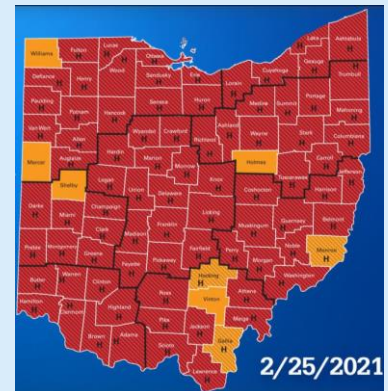 Williams
Fulton
H
Lucas
H
Ottawa
H
Lake
H
Ashtabula
H
Defiance
H
Henry
H
Wood
H
Sandusky
H
Erie
H
Lorain
H
Cuyahoga
H
Geauga
H
Trumbull
H
Paulding
H
Putnam
H
Hancock
H
Seneca
H
Huron
H
Medina
H
Summit
H
Portage
H
Mahoning
H
Van Wert
H
Allen
H
Wyandot
H
Crawford
H
Richland
H
Ashland
H
Wayne
H
Stark
H
Columbiana
H
Mercer
H
Auglaize
H
Hardin
H
Marion
H
Morrow
H
Holmes
H
Tuscarawas
H
Carroll
H
Jefferson
H
Shelby
H
Logan
H
Union
H
Delaware
H
Knox
H
Coshocton
H
Harrison
H
Darke
H
Miami
H
Champaign
H
Clark
H
Madison
H
Franklin
H
Licking
H
Muskingum
H
Guernsey
H
Belmont
H
Preble
H
Montgomery
H
Greene
H
Fayette
H
Pickaway
H
Fairfield
H
Perry
H
Morgan
H
Noble
H
Monroe
H
Butler
H
Warren
H
Clinton
H
Ross
H
Hocking
H
Athens
H
Washington
H
Hamilton
H
Clermont
H
Highland
H
Vinton
H
Meigs
H
Brown
H
Adams
H
Pike
H
Jackson
H
Gallia
H
Scioto
H
Lawrence
H
2/25/2021